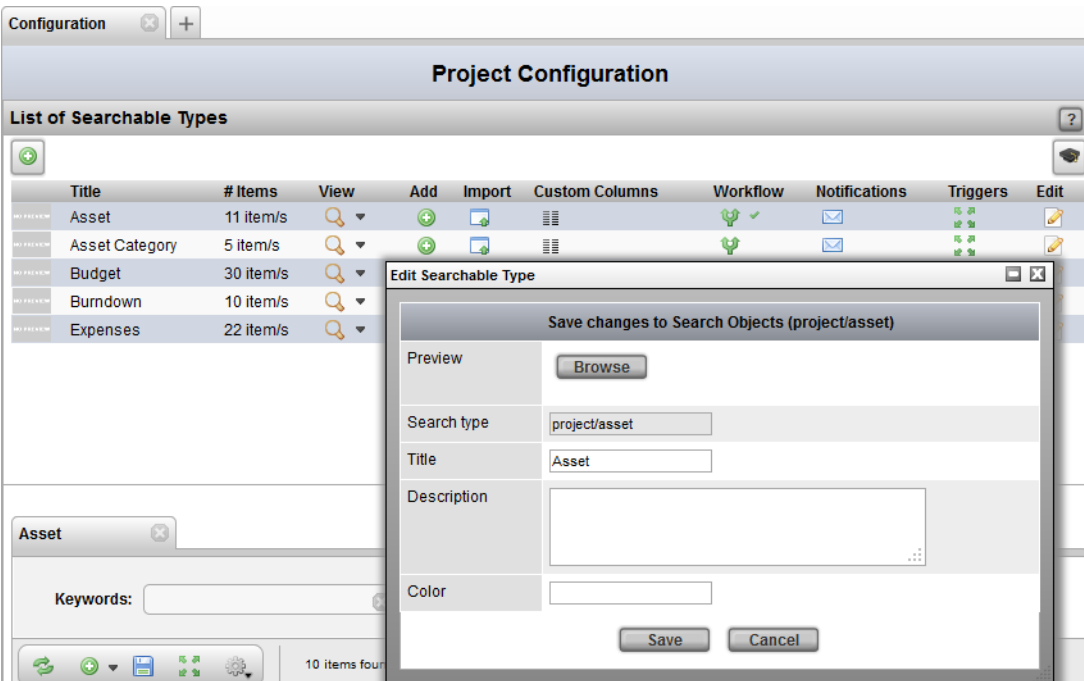 Configuration
Project Configuration
List of Searchable Types
?
Title # Items View Add Import Custom Columns Workflow Notifications Triggers Edit
Asset 11 item/s
Asset Category 5 item/s
Budget 30 item/s
Burndown 10 item/s
Expenses 22 item/s
Edit Searchable Type
Save changes to Search Objects (project/asset)
Preview Browse
Search type project/asset
Title Asset
Description
Color
Save Cancel
Asset
Keywords:
10 items foun